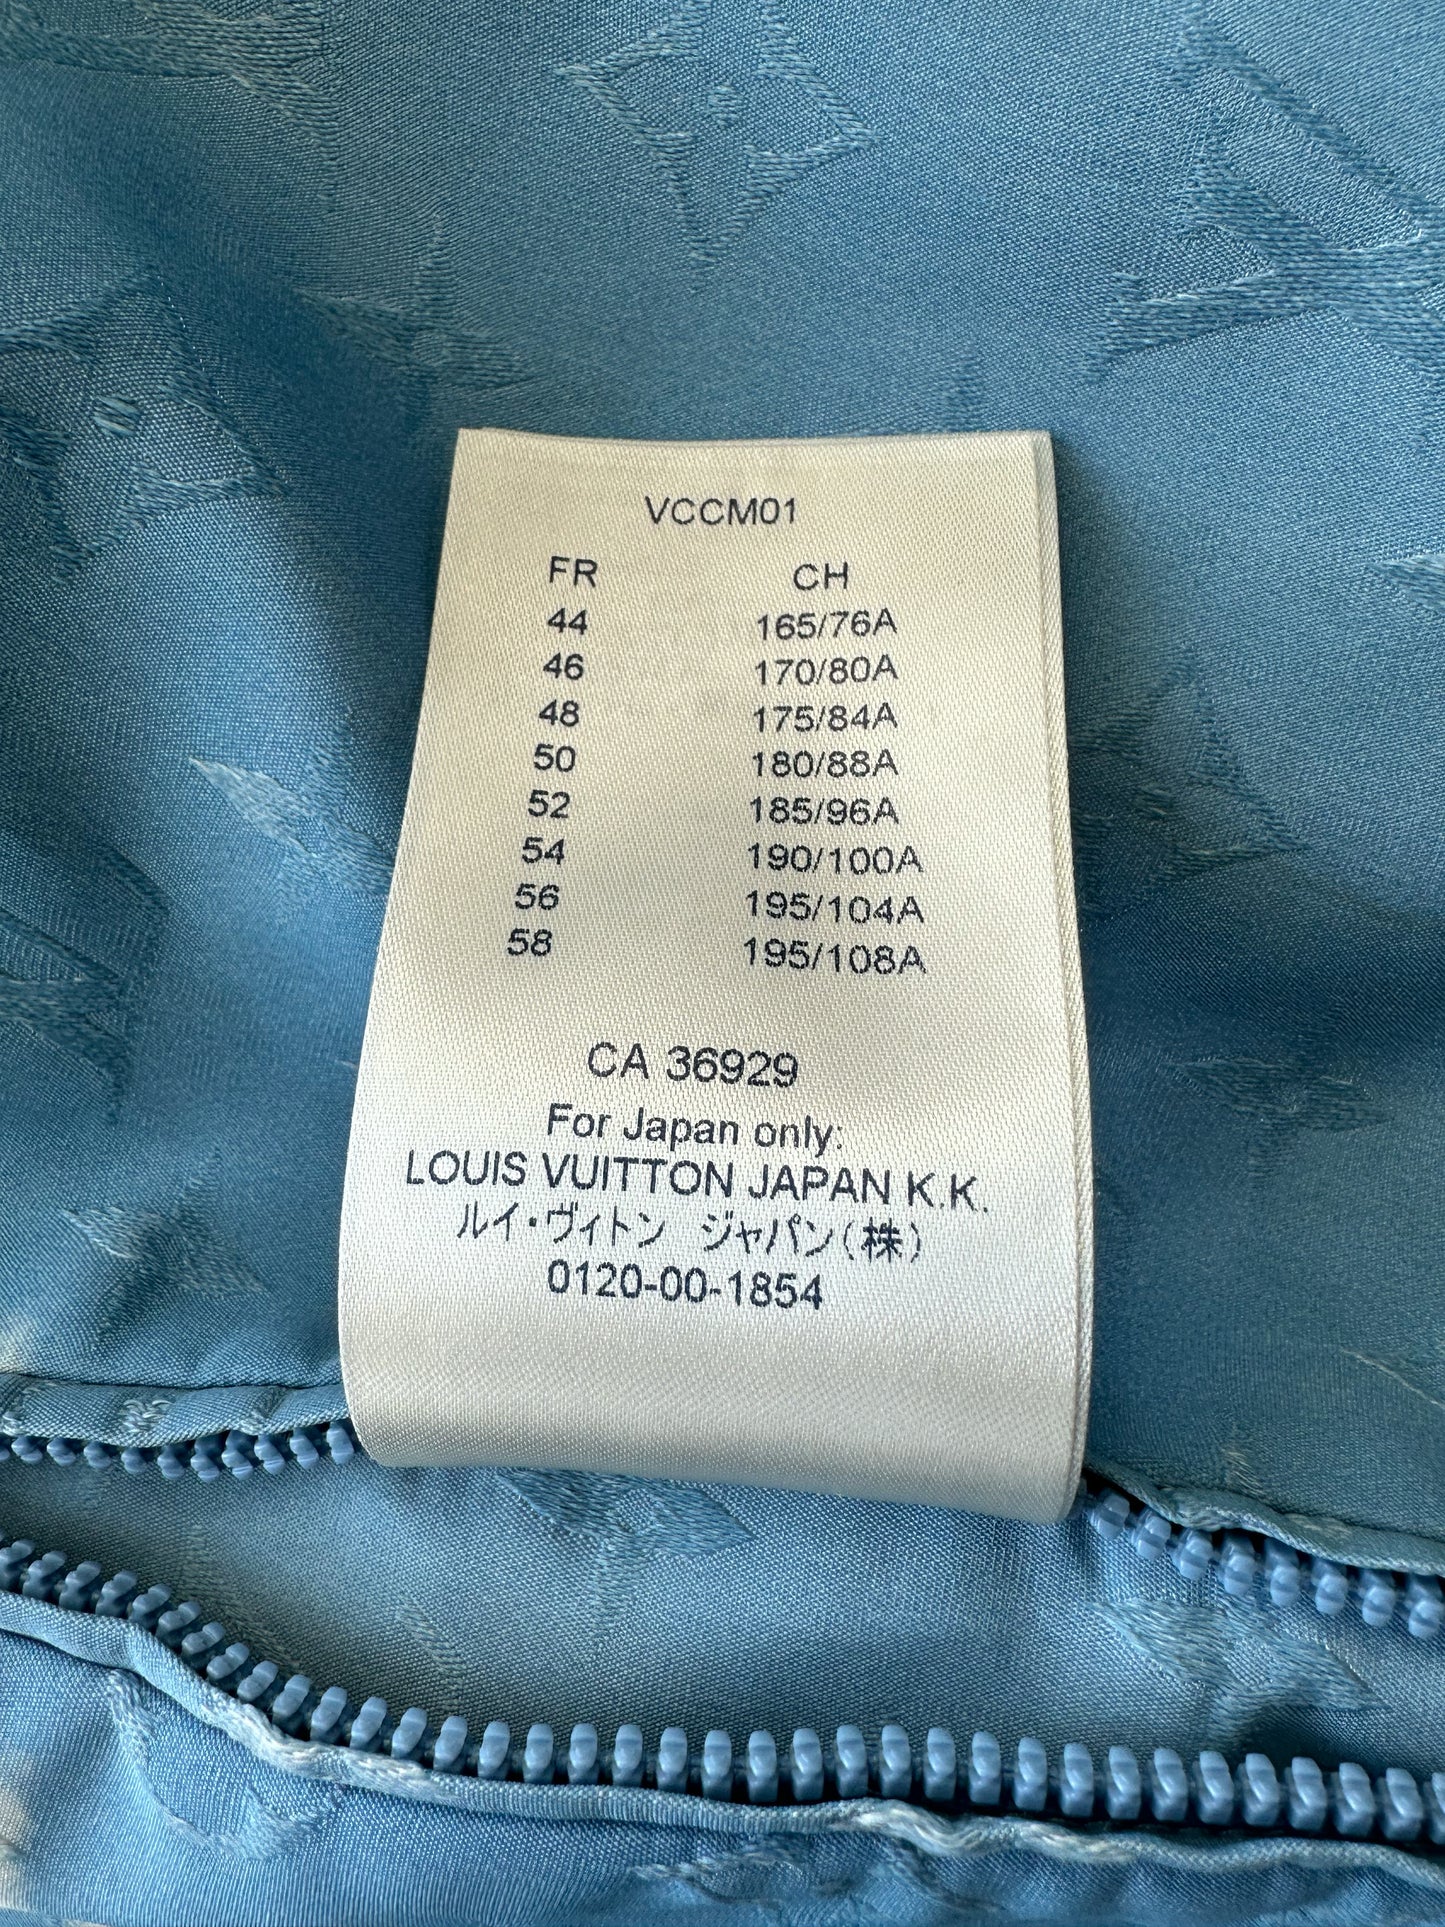 VCCM01
FR CH
44 165/76A
46 170/80A
48 175/84A
50 180/88A
52 185/96A
54 190/100A
56 195/104A
58 195/108A
CA 36929
For Japan only:
LOUIS VUITTON JAPAN K.K.
ルイ・ヴィトン ジャパン(株)
0120-00-1854